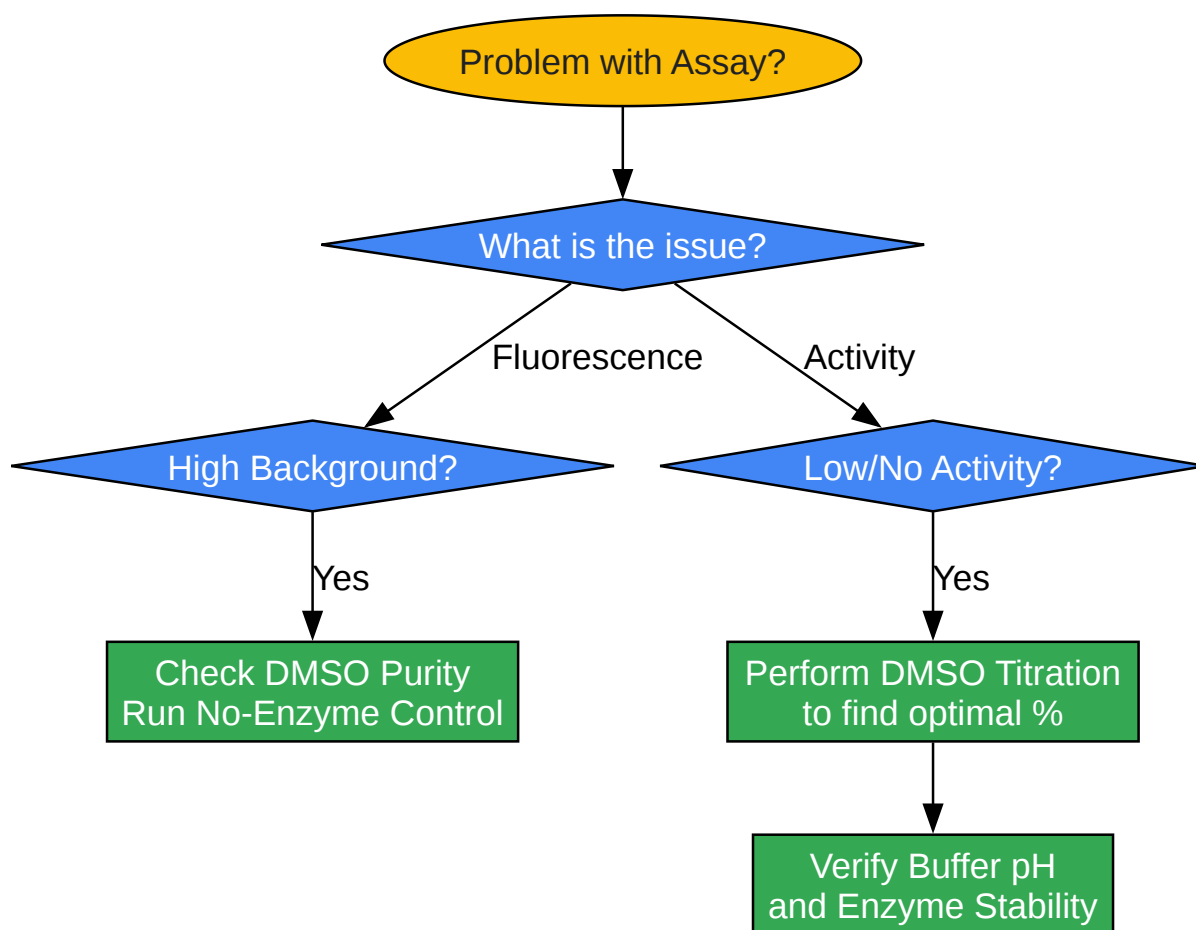 Problem with Assay?
What is the issue?
Fluorescence
Activity
High Background?
Low/No Activity?
Yes
Yes
Check DMSO Purity
Run No-Enzyme Control
Perform DMSO Titration
to find optimal %
Verify Buffer pH
and Enzyme Stability